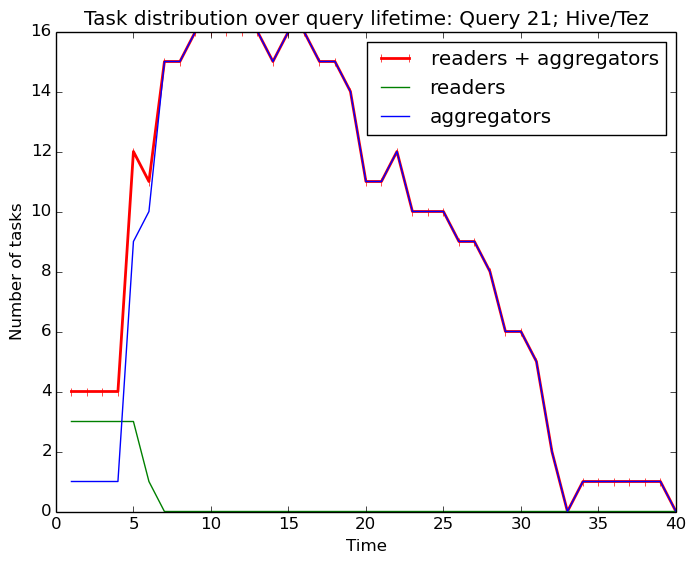 Task distribution over query lifetime: Query 21; Hive/Tez
16
14
12
10
8
6
4
2
0
Number of tasks
readers + aggregators
readers
aggregators
0 5 10 15 20 25 30 35 40
Time